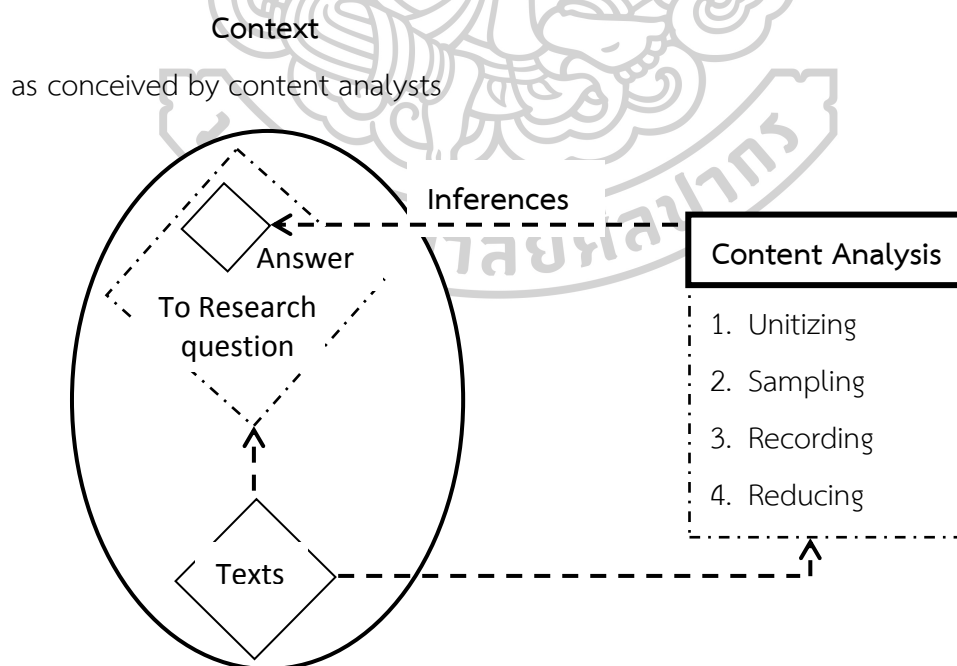 Context
as conceived by content analysts
Inferences
Content Analysis
Answer
To Research
question
1. Unitizing
2. Sampling
3. Recording
4. Reducing
Texts